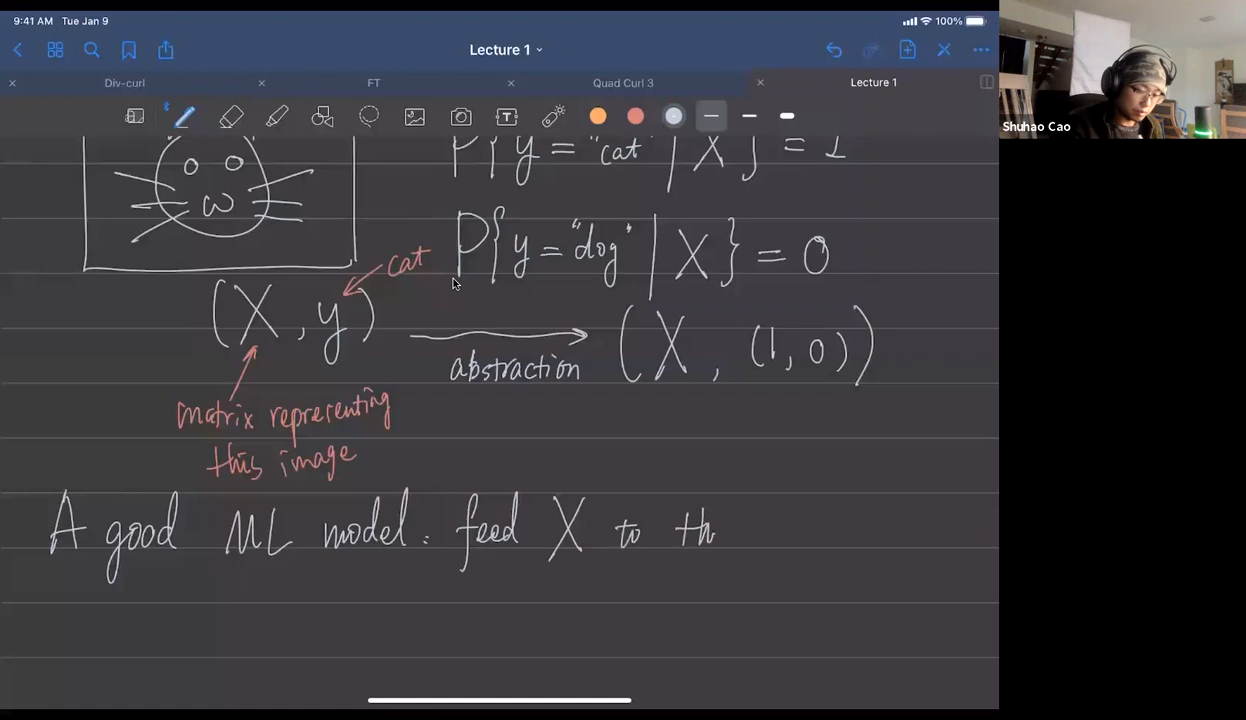 9:41 AM Tue Jan 9
100%
Lecture 1
Div-curl
FT
Quad Curl 3
Lecture 1
T
Shuhao Cao
P{y = "cat" | X} = 1
ω
P{y = "dog" | X} = 0
cat
(X, y)
abstraction
(X, (1, 0))
matrix representing
this image
A good ML model: feed X to th